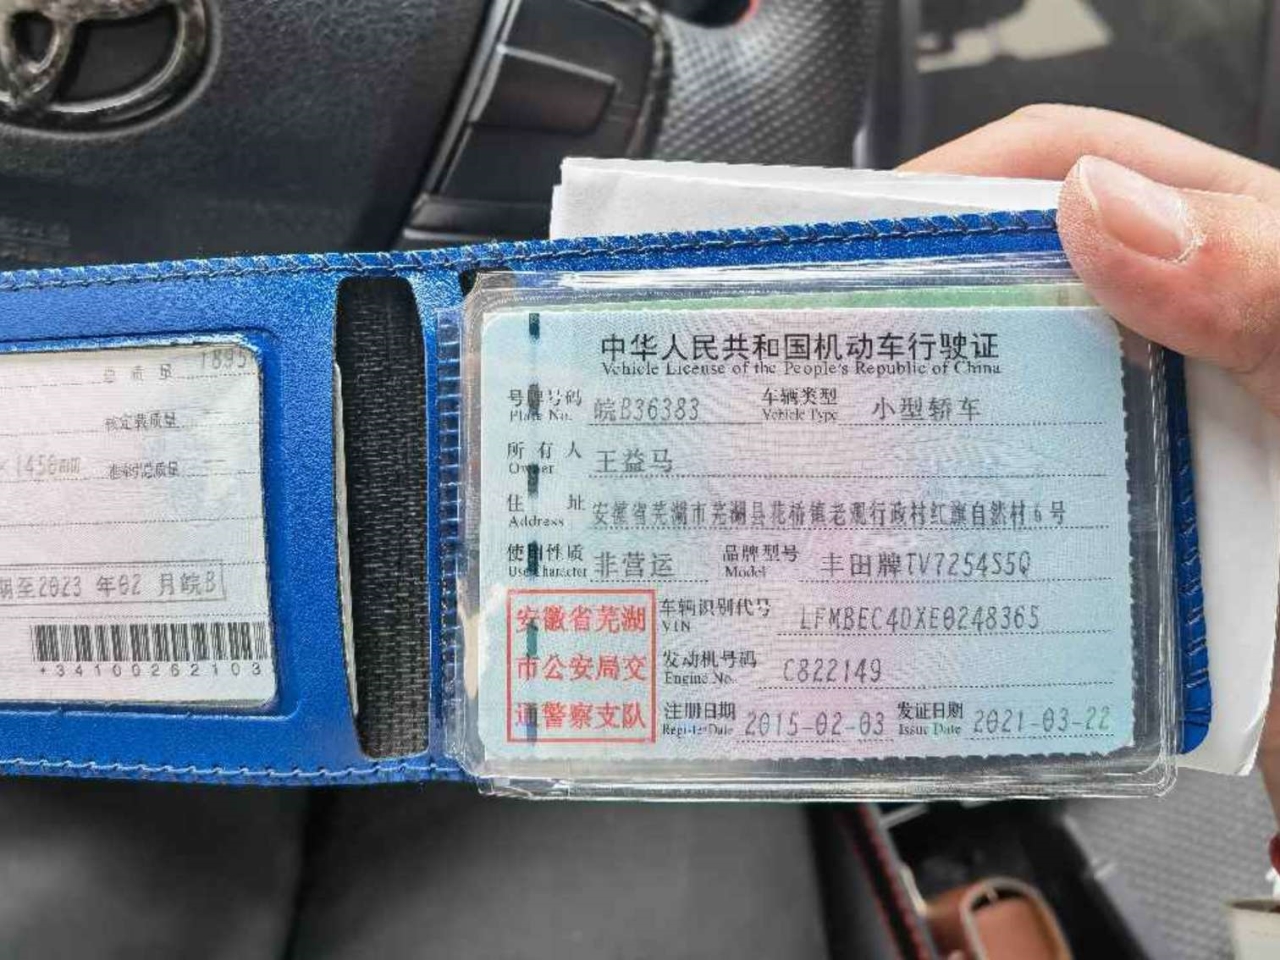 总质量 1895
核定载质量
×1450mm 准牵引总质量
期至2023年02月皖B
+34100262103
中华人民共和国机动车行驶证
Vehicle License of the People's Republic of China
号牌号码 皖B36383 车辆类型 小型轿车
Plate No. Vehicle Type
所有人 王益马
Owner
住址 安徽省芜湖市芜湖县花桥镇老观行政村红旗自然村6号
Address
使用性质 非营运 品牌型号 丰田牌TV7254S5Q
Use Character Model
安徽省芜湖
市公安局交
通警察支队
车辆识别代号 LFMBEC4DXE0248365
VIN
发动机号码 C822149
Engine No.
注册日期 2015-02-03 发证日期 2021-03-22
Register Date Issue Date